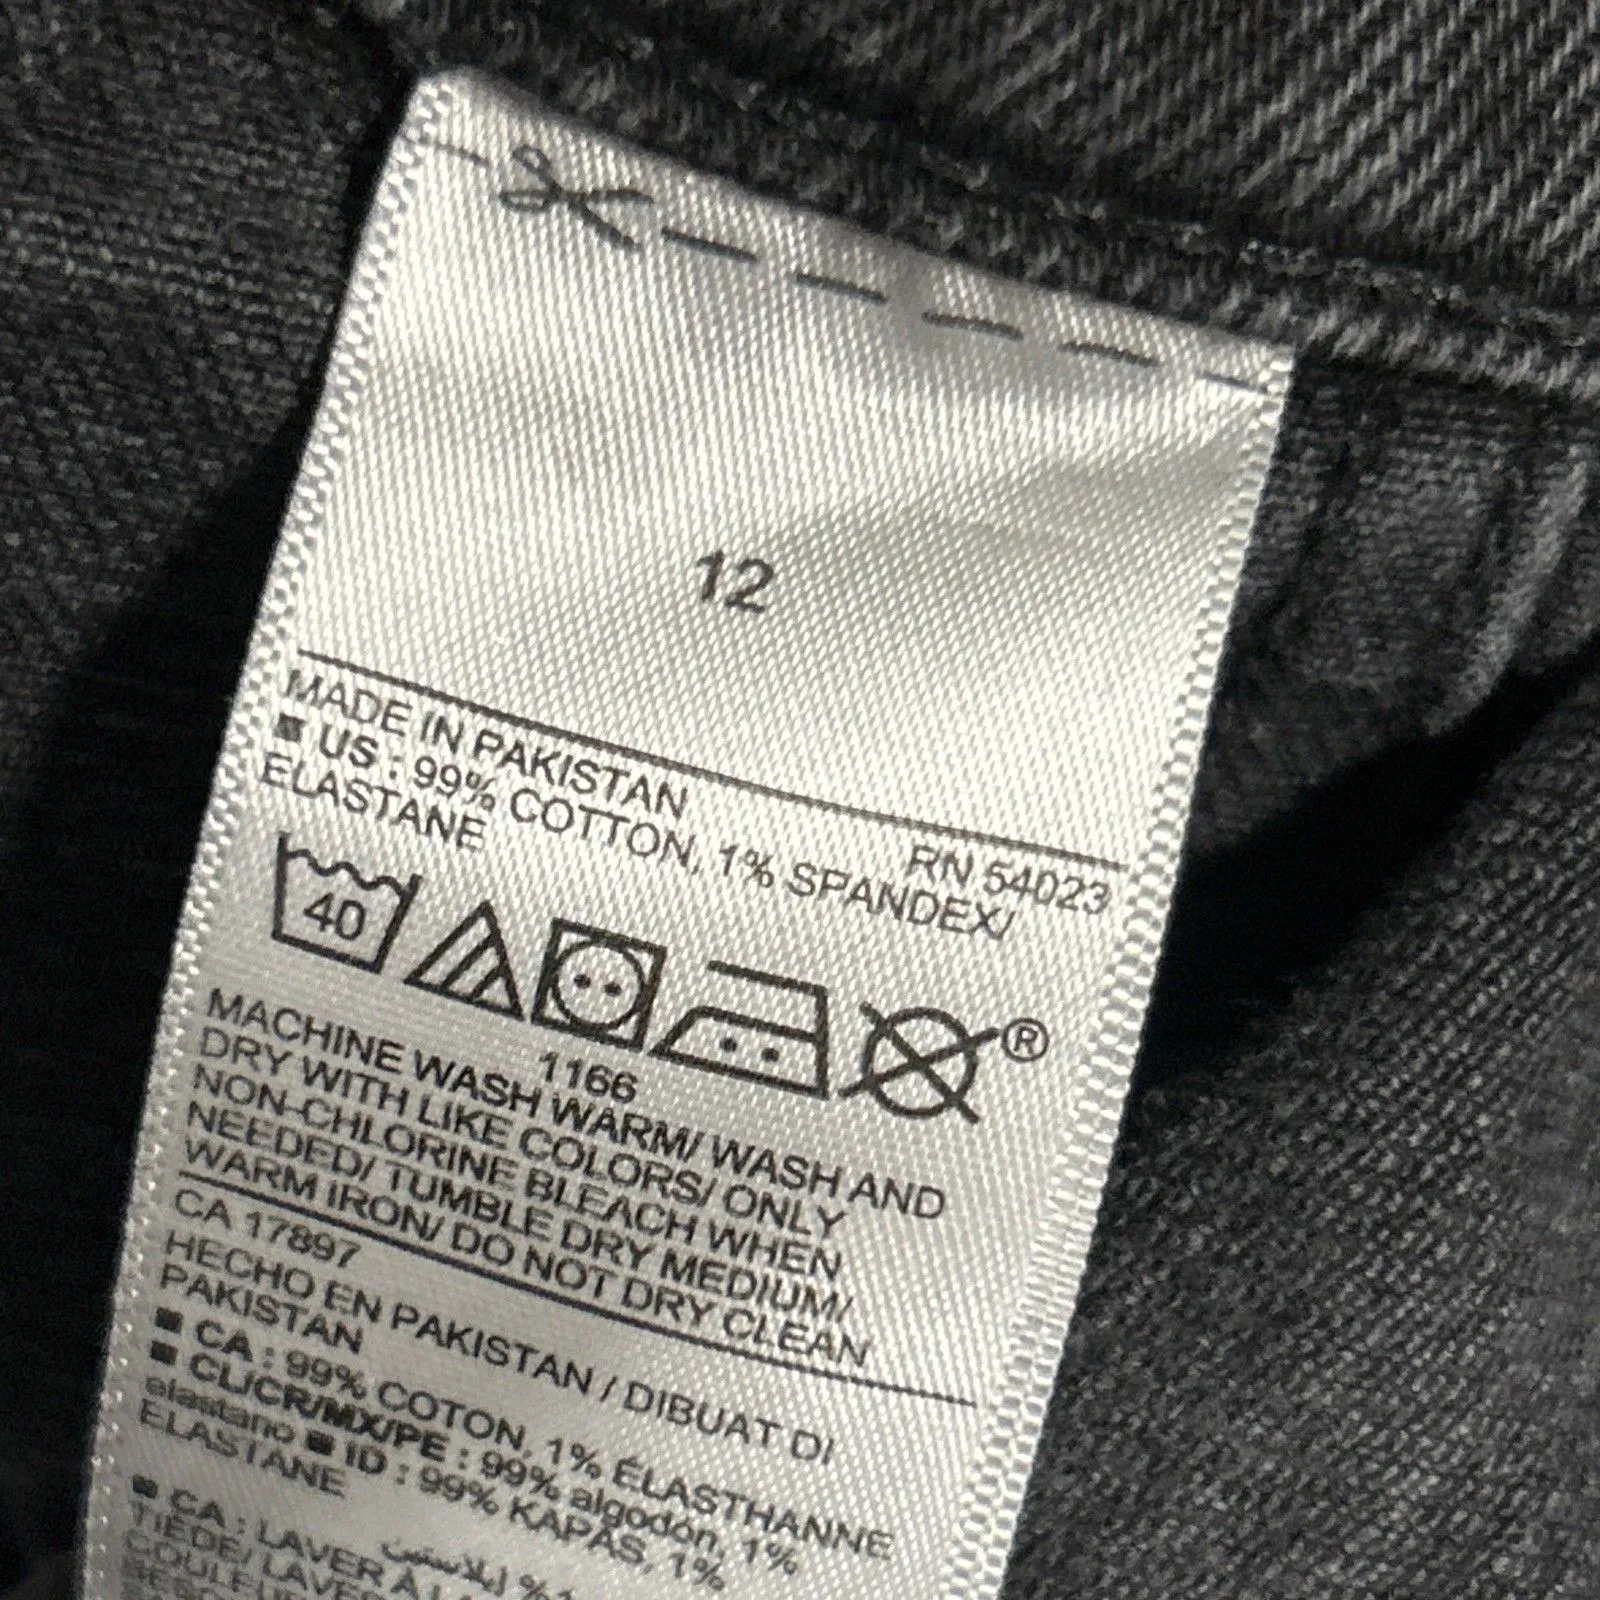 12
MADE IN PAKISTAN
RN 54023
■ US : 99% COTTON, 1% SPANDEX/
ELASTANE
40
®
1166
MACHINE WASH WARM/ WASH AND
DRY WITH LIKE COLORS/ ONLY
NON-CHLORINE BLEACH WHEN
NEEDED/ TUMBLE DRY MEDIUM/
WARM IRON/ DO NOT DRY CLEAN
CA 17897
HECHO EN PAKISTAN / DIBUAT DI
PAKISTAN
■ CA : 99% COTON, 1% ÉLASTHANNE
■ CL/CR/MX/PE : 99% algodón, 1%
elastano ■ ID : 99% KAPAS, 1%
ELASTANE
إيلاستين %1
■ CA : LAVER À L
TIÈDE/ LAVER
COULEU